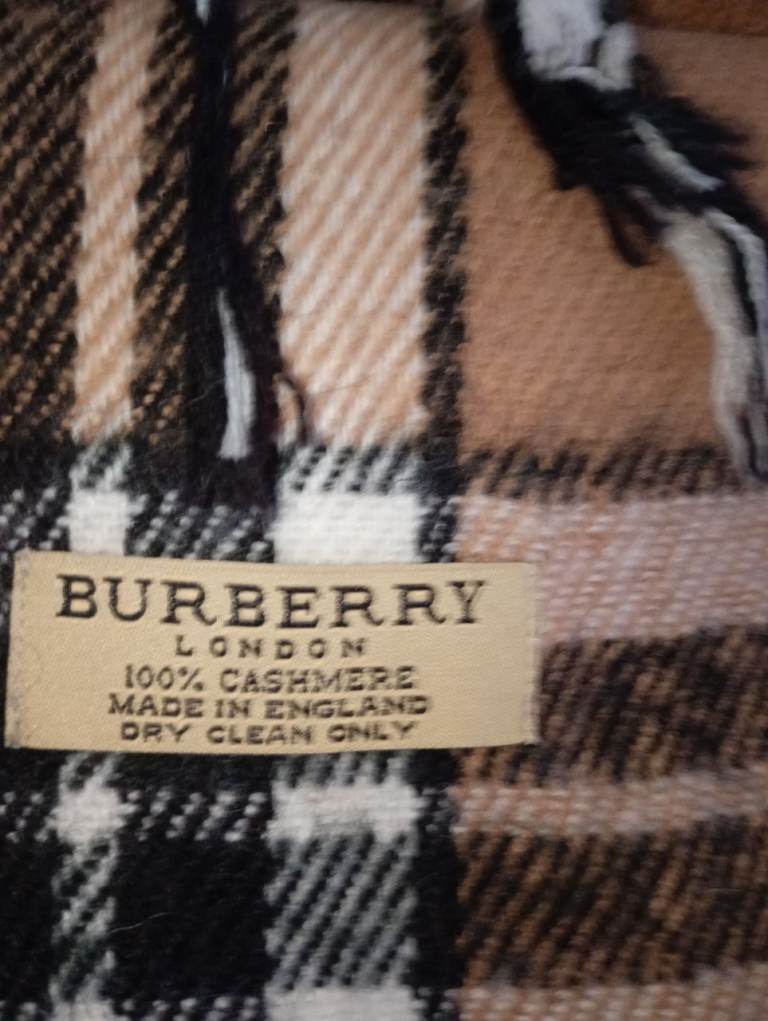 BURBERRY
LONDON
100% CASHMERE
MADE IN ENGLAND
DRY CLEAN ONLY